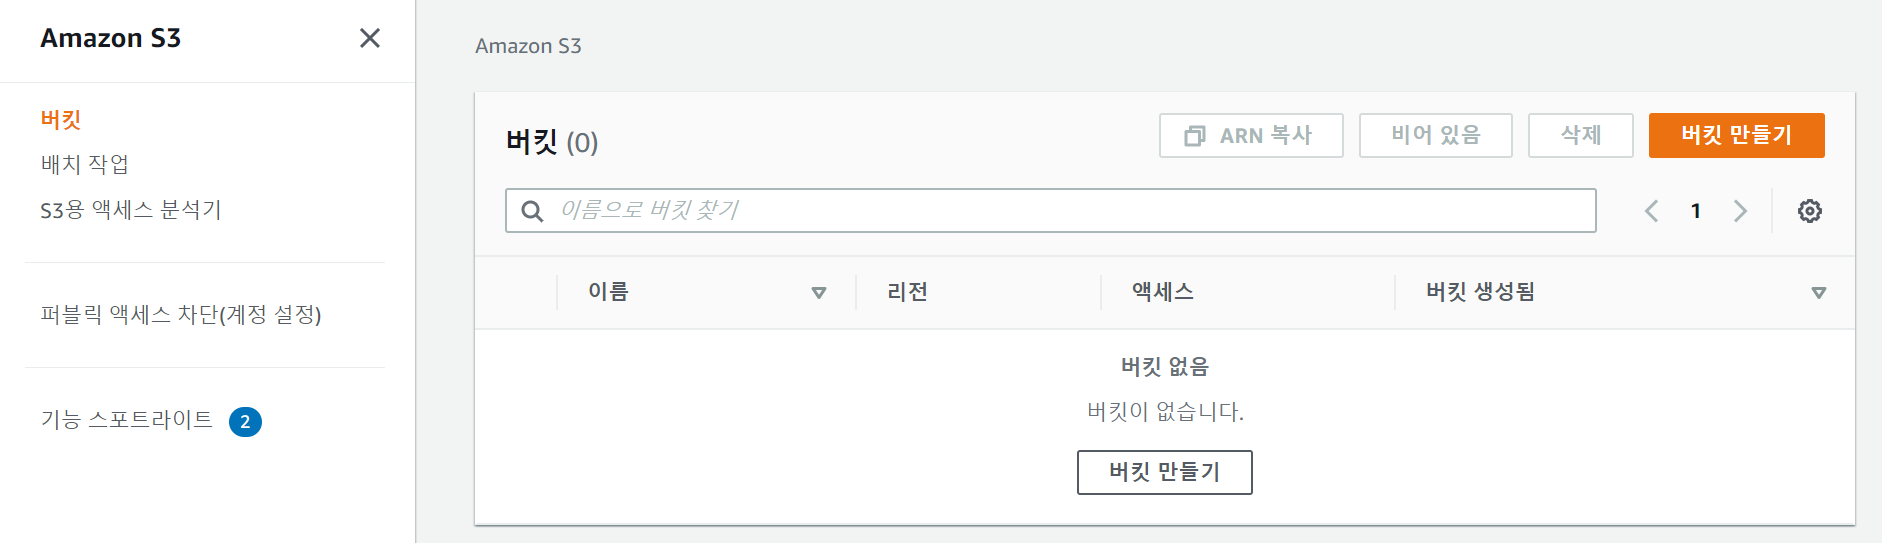 Amazon S3
버킷
배치 작업
S3용 액세스 분석기
퍼블릭 액세스 차단(계정 설정)
기능 스포트라이트 2
Amazon S3
버킷 (0)
ARN 복사 비어 있음 삭제 버킷 만들기
이름으로 버킷 찾기 1
이름 리전 액세스 버킷 생성됨
버킷 없음
버킷이 없습니다.
버킷 만들기